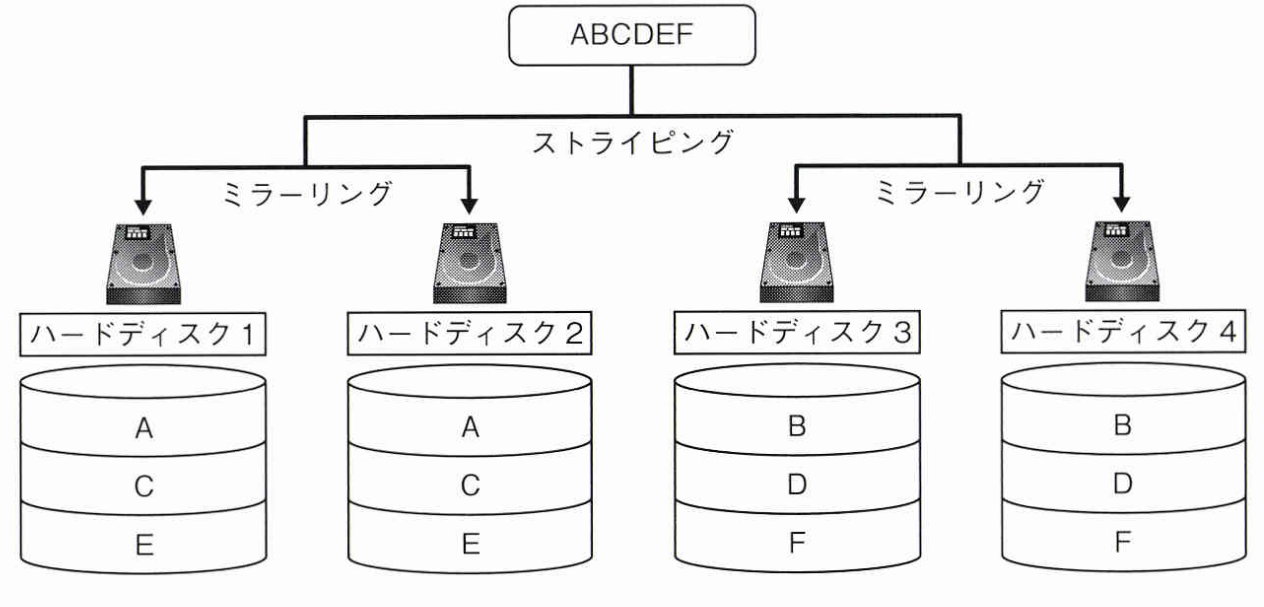 ABCDEF
ストライピング
ミラーリング
ミラーリング
ハードディスク1
ハードディスク2
ハードディスク3
ハードディスク4
A
A
B
B
C
C
D
D
E
E
F
F